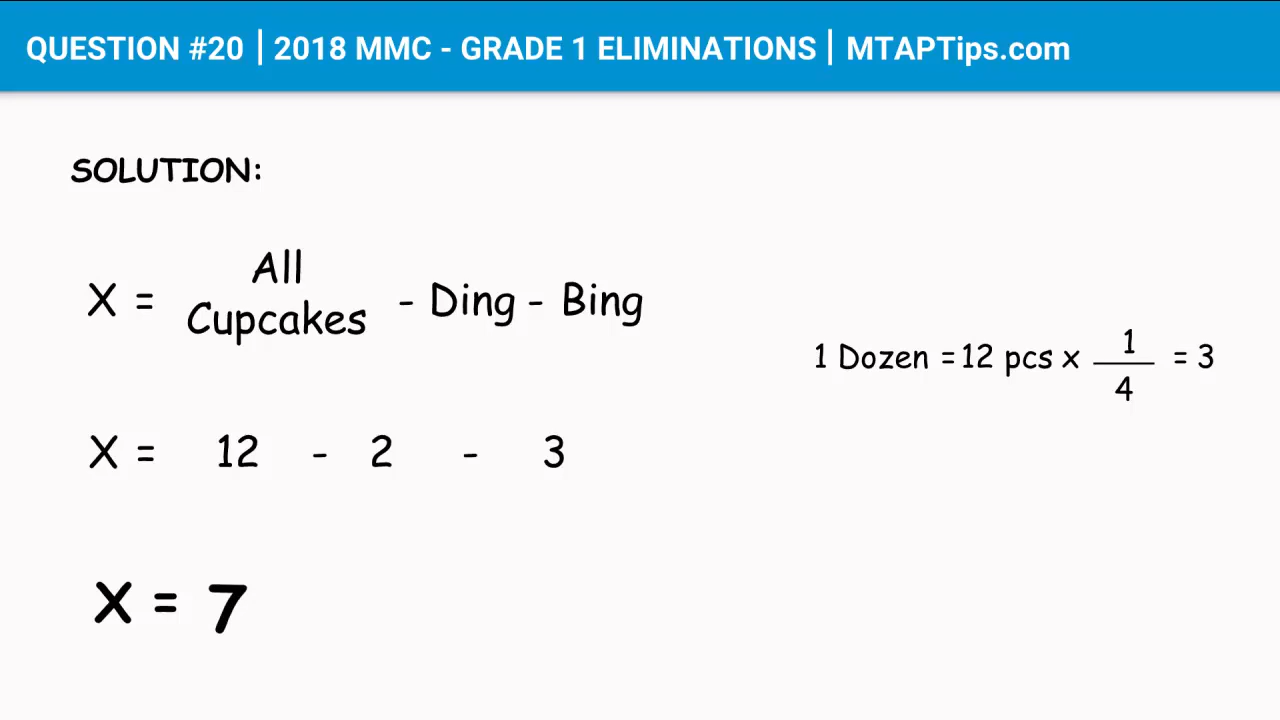 QUESTION #20 | 2018 MMC - GRADE 1 ELIMINATIONS | MTAPTips.com
SOLUTION:
X = All Cupcakes - Ding - Bing
1 Dozen = 12 pcs x 1/4 = 3
X = 12 - 2 - 3
X = 7